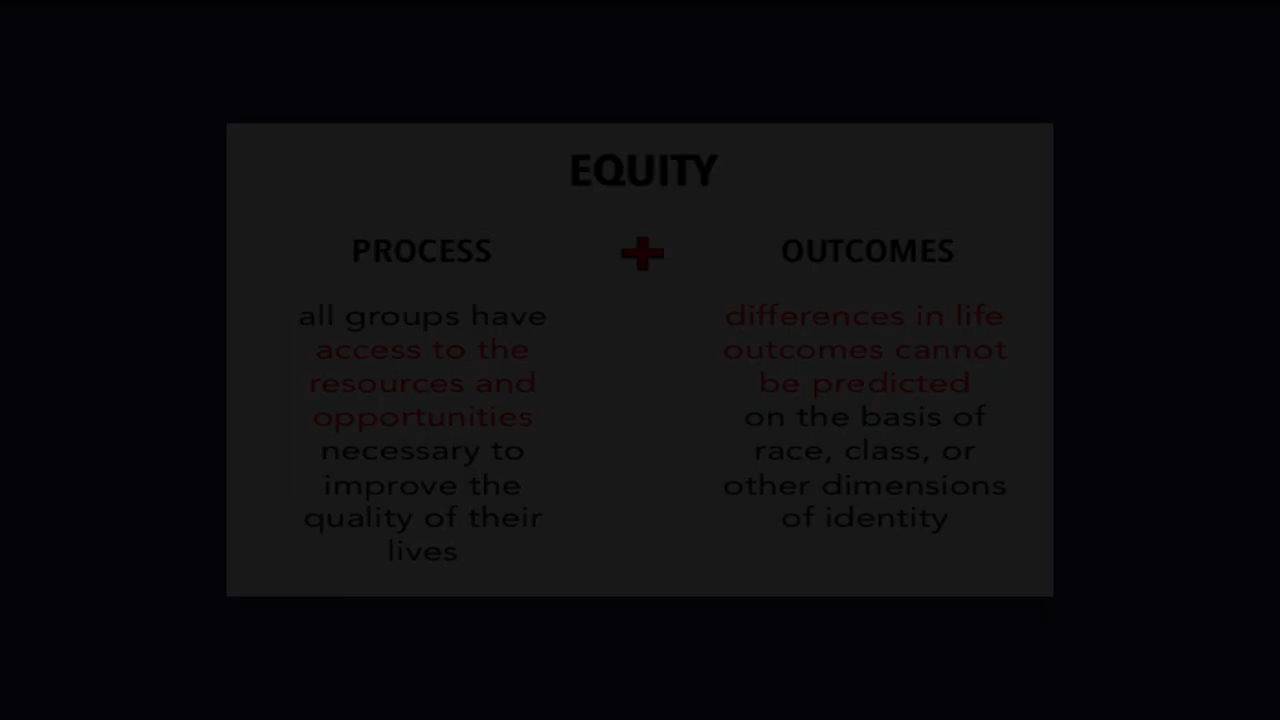 EQUITY
PROCESS + OUTCOMES
all groups have
access to the
resources and
opportunities
necessary to
improve the
quality of their
lives
differences in life
outcomes cannot
be predicted
on the basis of
race, class, or
other dimensions
of identity